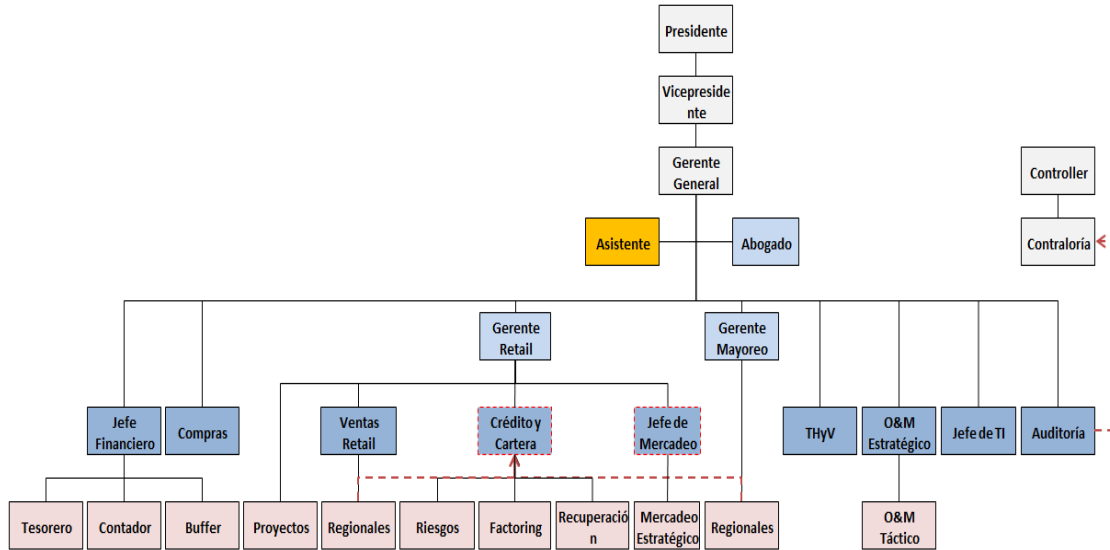 Presidente
Vicepreside
nte
Gerente
General
Controller
Asistente
Abogado
Contraloría
Gerente
Retail
Gerente
Mayoreo
Jefe
Financiero
Compras
Ventas
Retail
Crédito y
Cartera
Jefe de
Mercadeo
THyV
O&M
Estratégico
Jefe de TI
Auditoría
Tesorero
Contador
Buffer
Proyectos
Regionales
Riesgos
Factoring
Recuperació
n
Mercadeo
Estratégico
Regionales
O&M
Táctico